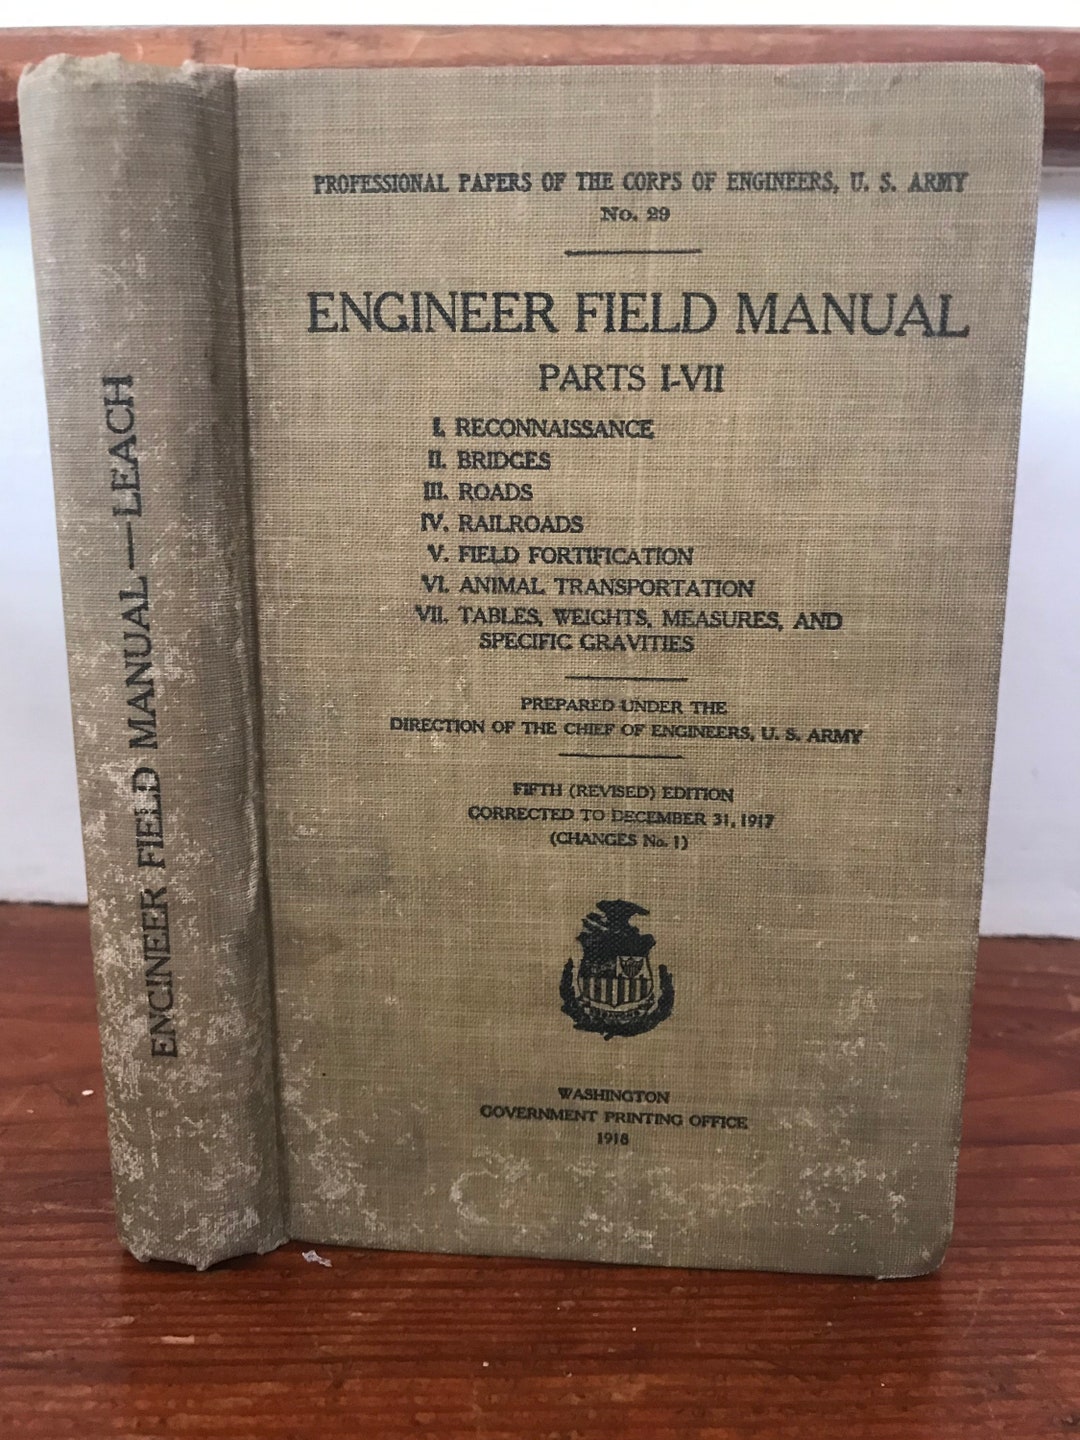 ENGINEER FIELD MANUAL—LEACH
PROFESSIONAL PAPERS OF THE CORPS OF ENGINEERS, U. S. ARMY
No. 29
ENGINEER FIELD MANUAL
PARTS I-VII
I. RECONNAISSANCE
II. BRIDGES
III. ROADS
IV. RAILROADS
V. FIELD FORTIFICATION
VI. ANIMAL TRANSPORTATION
VII. TABLES, WEIGHTS, MEASURES, AND
SPECIFIC GRAVITIES
PREPARED UNDER THE
DIRECTION OF THE CHIEF OF ENGINEERS, U. S. ARMY
FIFTH (REVISED) EDITION
CORRECTED TO DECEMBER 31, 1917
(CHANGES No. 1)
WASHINGTON
GOVERNMENT PRINTING OFFICE
1918